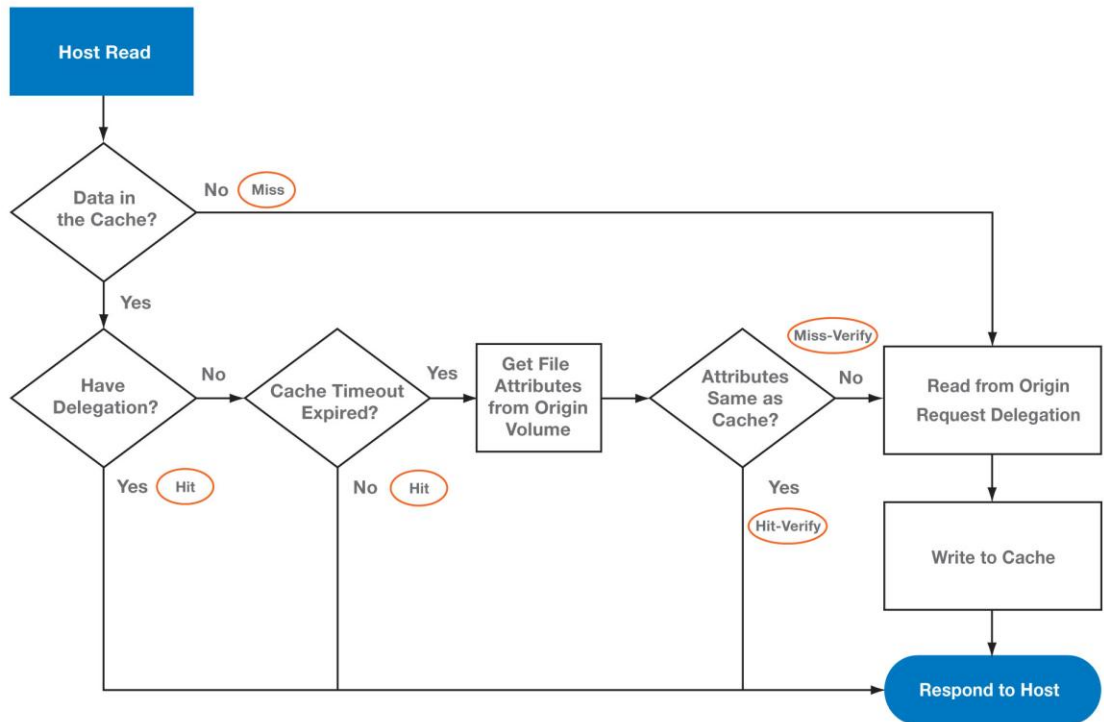 Host Read
Data in
the Cache?
No
Miss
Yes
Have
Delegation?
No
Cache Timeout
Expired?
Yes
Get File
Attributes
from Origin
Volume
Attributes
Same as
Cache?
Miss-Verify
No
Read from Origin
Request Delegation
Yes
Hit
No
Hit
Yes
Hit-Verify
Write to Cache
Respond to Host